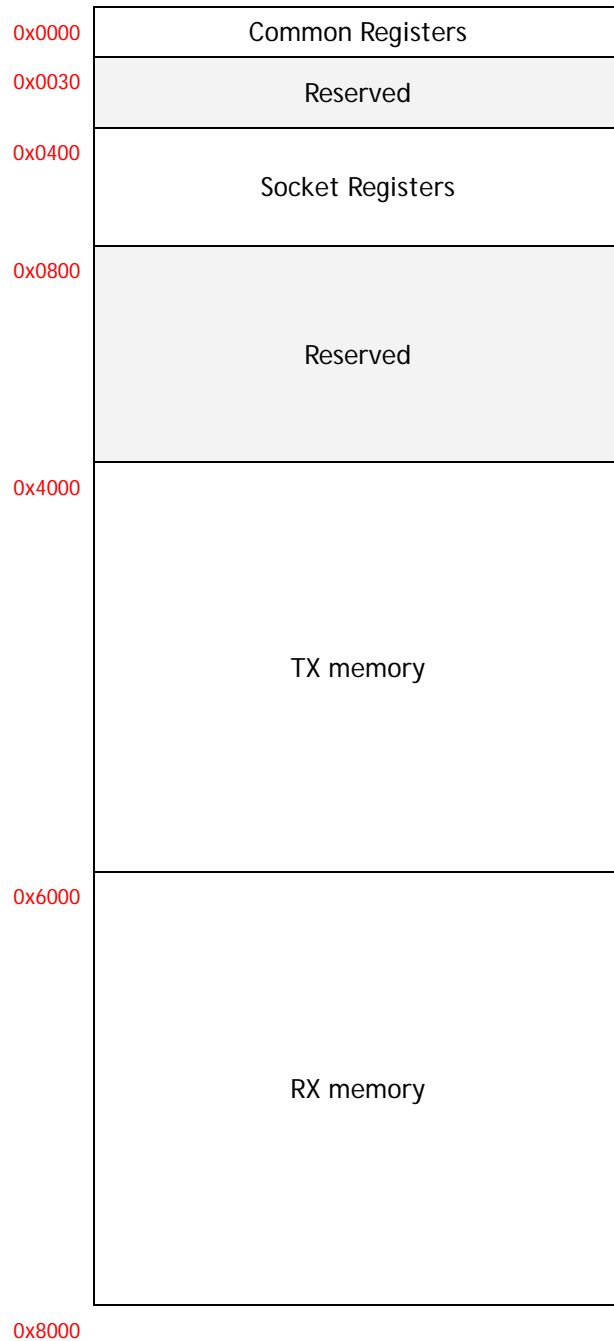 0x0000
Common Registers
0x0030
Reserved
0x0400
Socket Registers
0x0800
Reserved
0x4000
TX memory
0x6000
RX memory
0x8000